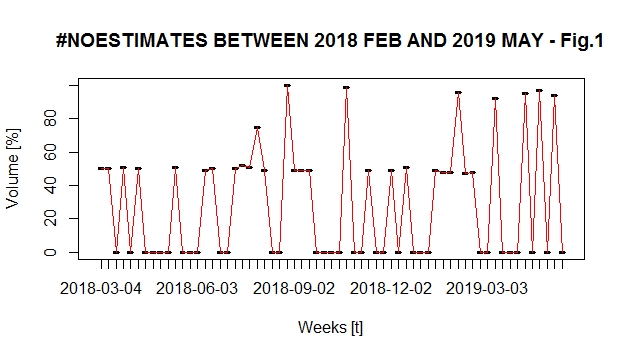 #NOESTIMATES BETWEEN 2018 FEB AND 2019 MAY - Fig.1
Volume [%]
80
60
40
20
0
2018-03-04 2018-06-03 2018-09-02 2018-12-02 2019-03-03
Weeks [t]